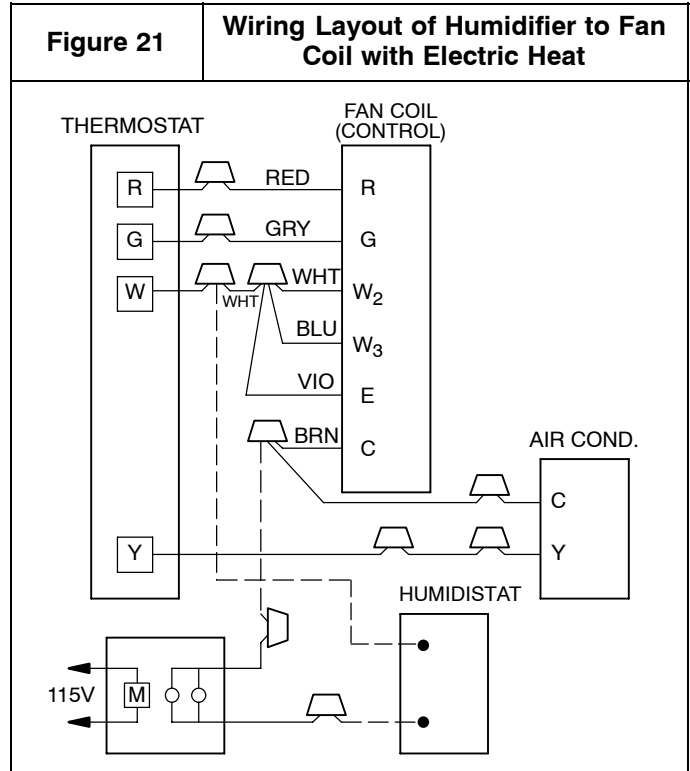 Figure 21
Wiring Layout of Humidifier to Fan
Coil with Electric Heat
THERMOSTAT
FAN COIL
(CONTROL)
R
RED
R
G
GRY
G
W
WHT
WHT
W2
BLU
W3
VIO
E
BRN
C
AIR COND.
C
Y
Y
HUMIDISTAT
115V
M